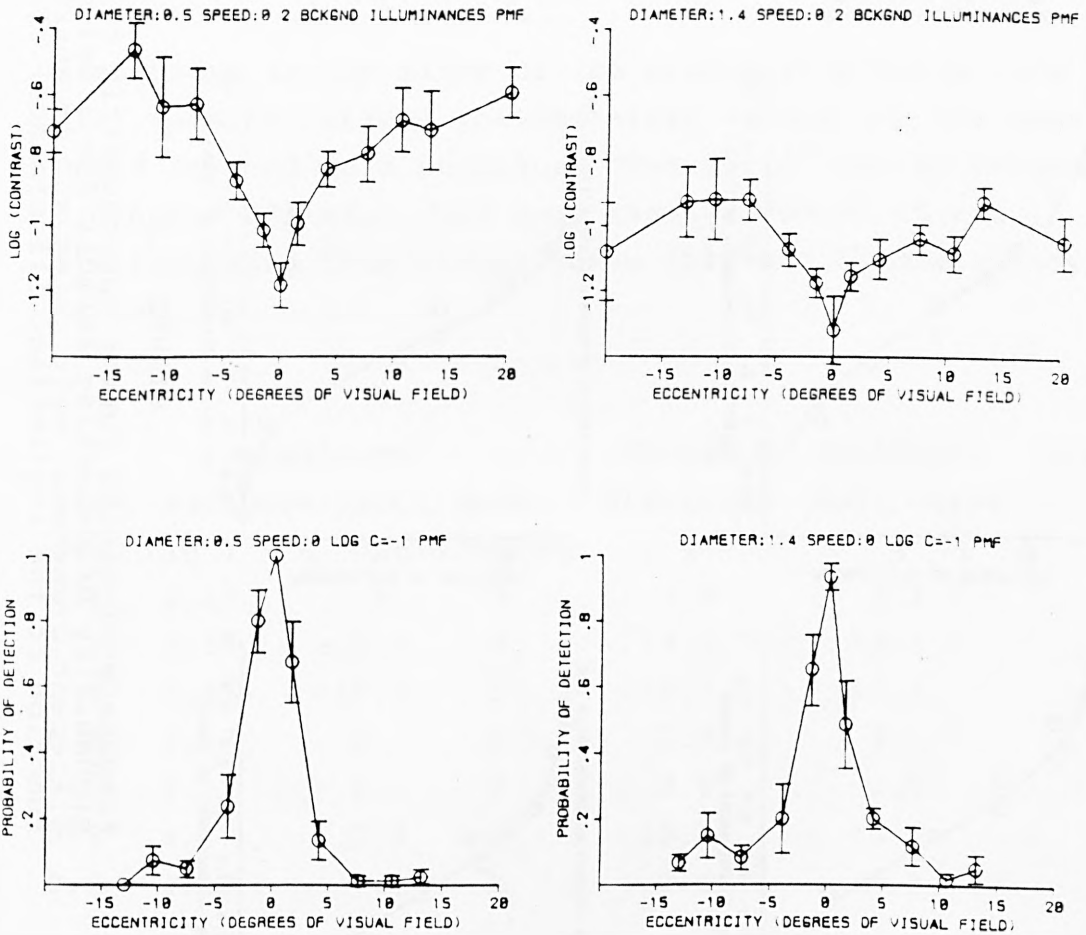 DIAMETER:0.5 SPEED:0 2 BCKGND ILLUMINANCES PMF
LOG (CONTRAST)
-.4
-.6
-.8
-1
-1.2
-15 -10 -5 0 5 10 15 20
ECCENTRICITY (DEGREES OF VISUAL FIELD)
DIAMETER:1.4 SPEED:0 2 BCKGND ILLUMINANCES PMF
LOG (CONTRAST)
-.4
-.6
-.8
-1
-1.2
-15 -10 -5 0 5 10 15 20
ECCENTRICITY (DEGREES OF VISUAL FIELD)
DIAMETER:0.5 SPEED:0 LOG C=-1 PMF
PROBABILITY OF DETECTION
1
.8
.6
.4
.2
-15 -10 -5 0 5 10 15 20
ECCENTRICITY (DEGREES OF VISUAL FIELD)
DIAMETER:1.4 SPEED:0 LOG C=-1 PMF
PROBABILITY OF DETECTION
1
.8
.6
.4
.2
-15 -10 -5 0 5 10 15 20
ECCENTRICITY (DEGREES OF VISUAL FIELD)